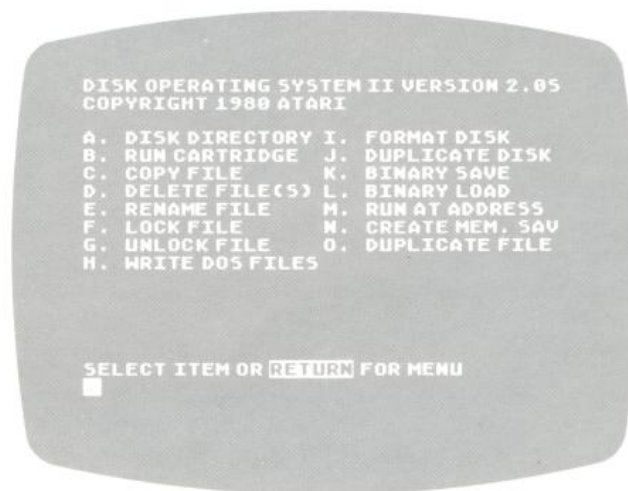 DISK OPERATING SYSTEM II VERSION 2.0S
COPYRIGHT 1980 ATARI
A. DISK DIRECTORY I. FORMAT DISK
B. RUN CARTRIDGE J. DUPLICATE DISK
C. COPY FILE K. BINARY SAVE
D. DELETE FILE(S) L. BINARY LOAD
E. RENAME FILE M. RUN AT ADDRESS
F. LOCK FILE N. CREATE MEM. SAV
G. UNLOCK FILE O. DUPLICATE FILE
H. WRITE DOS FILES
SELECT ITEM OR RETURN FOR MENU